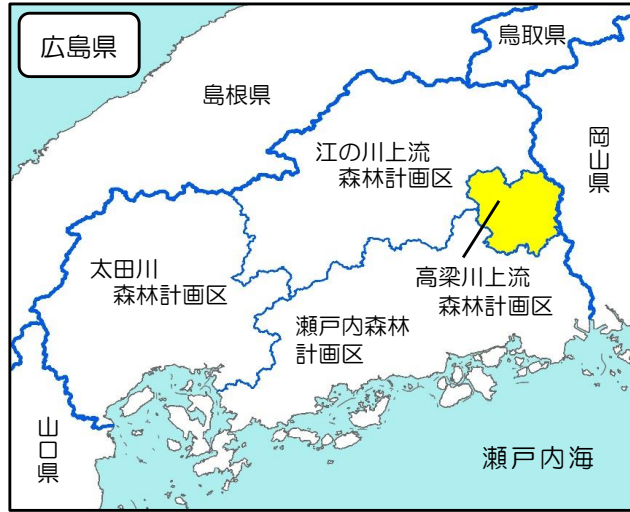 広島県
鳥取県
島根県
岡山県
江の川上流
森林計画区
太田川
森林計画区
高梁川上流
森林計画区
瀬戸内森林
計画区
山口県
瀬戸内海